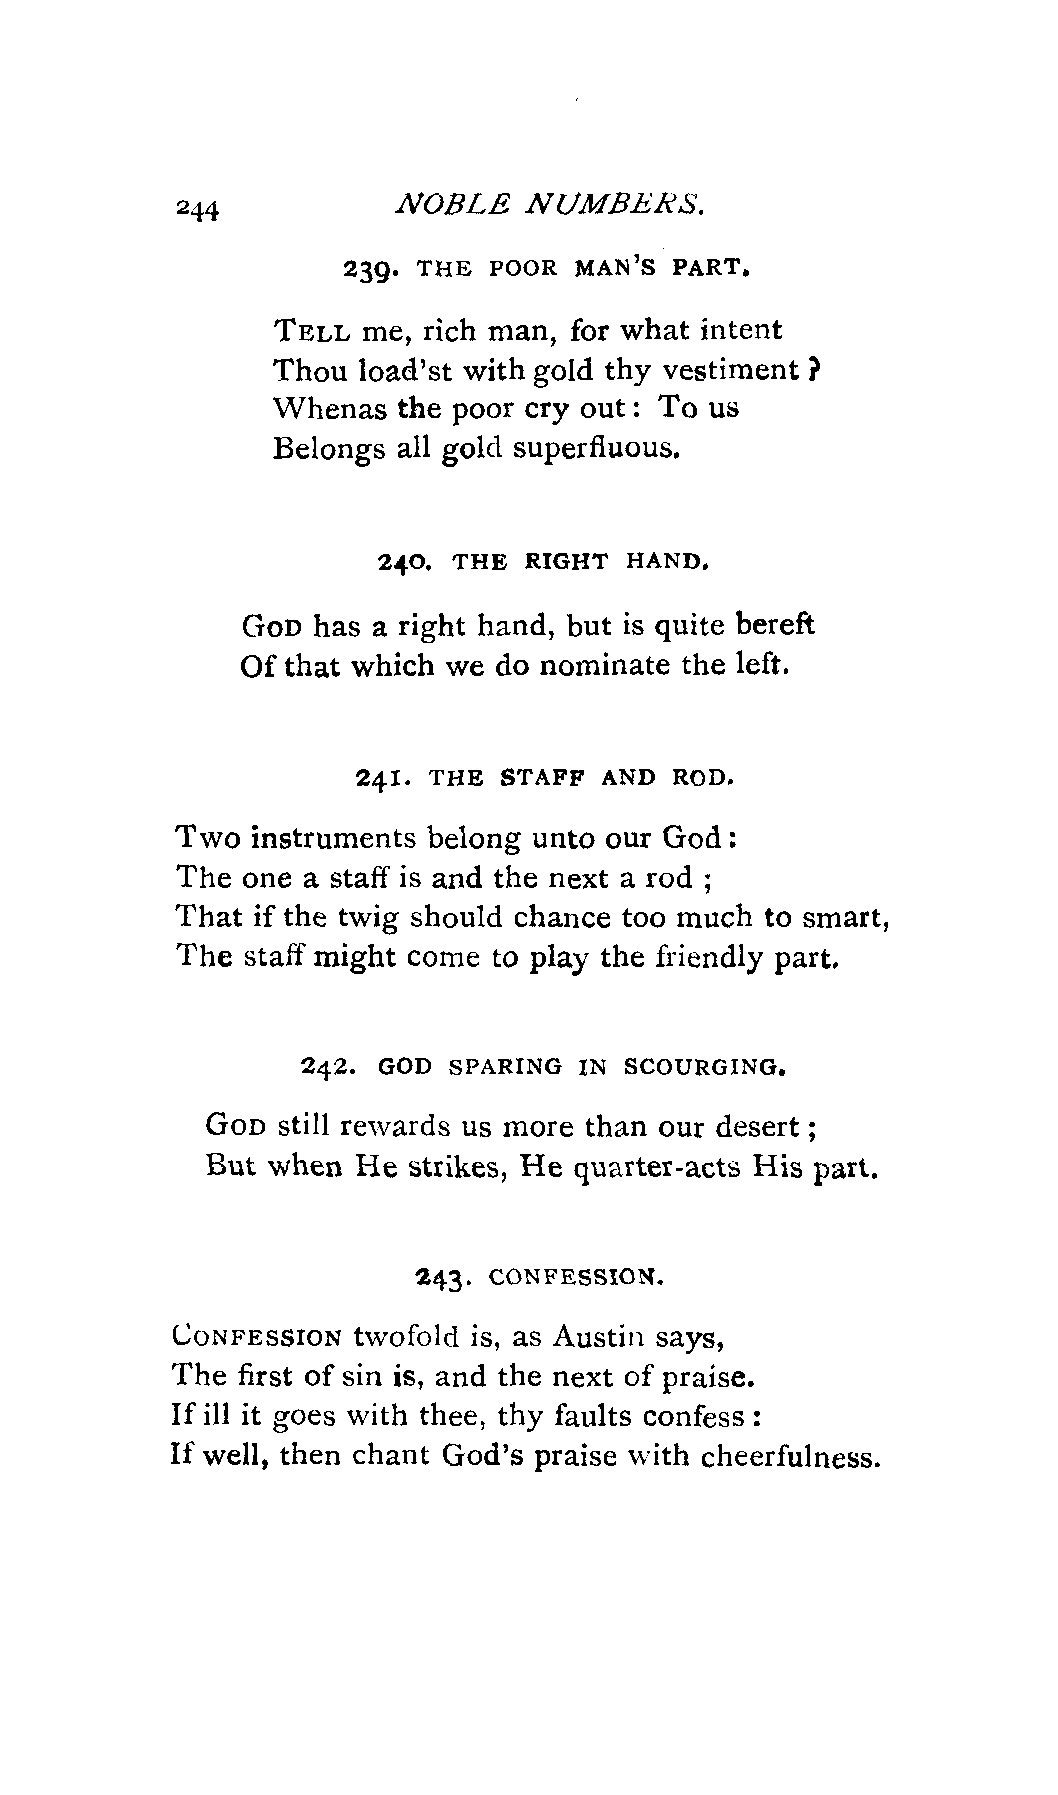 244 NOBLE NUMBERS.
239. THE POOR MAN'S PART.
TELL me, rich man, for what intent
Thou load'st with gold thy vestiment?
Whenas the poor cry out: To us
Belongs all gold superfluous.
240. THE RIGHT HAND.
GOD has a right hand, but is quite bereft
Of that which we do nominate the left.
241. THE STAFF AND ROD.
Two instruments belong unto our God:
The one a staff is and the next a rod;
That if the twig should chance too much to smart,
The staff might come to play the friendly part.
242. GOD SPARING IN SCOURGING.
GOD still rewards us more than our desert;
But when He strikes, He quarter-acts His part.
243. CONFESSION.
CONFESSION twofold is, as Austin says,
The first of sin is, and the next of praise.
If ill it goes with thee, thy faults confess:
If well, then chant God's praise with cheerfulness.